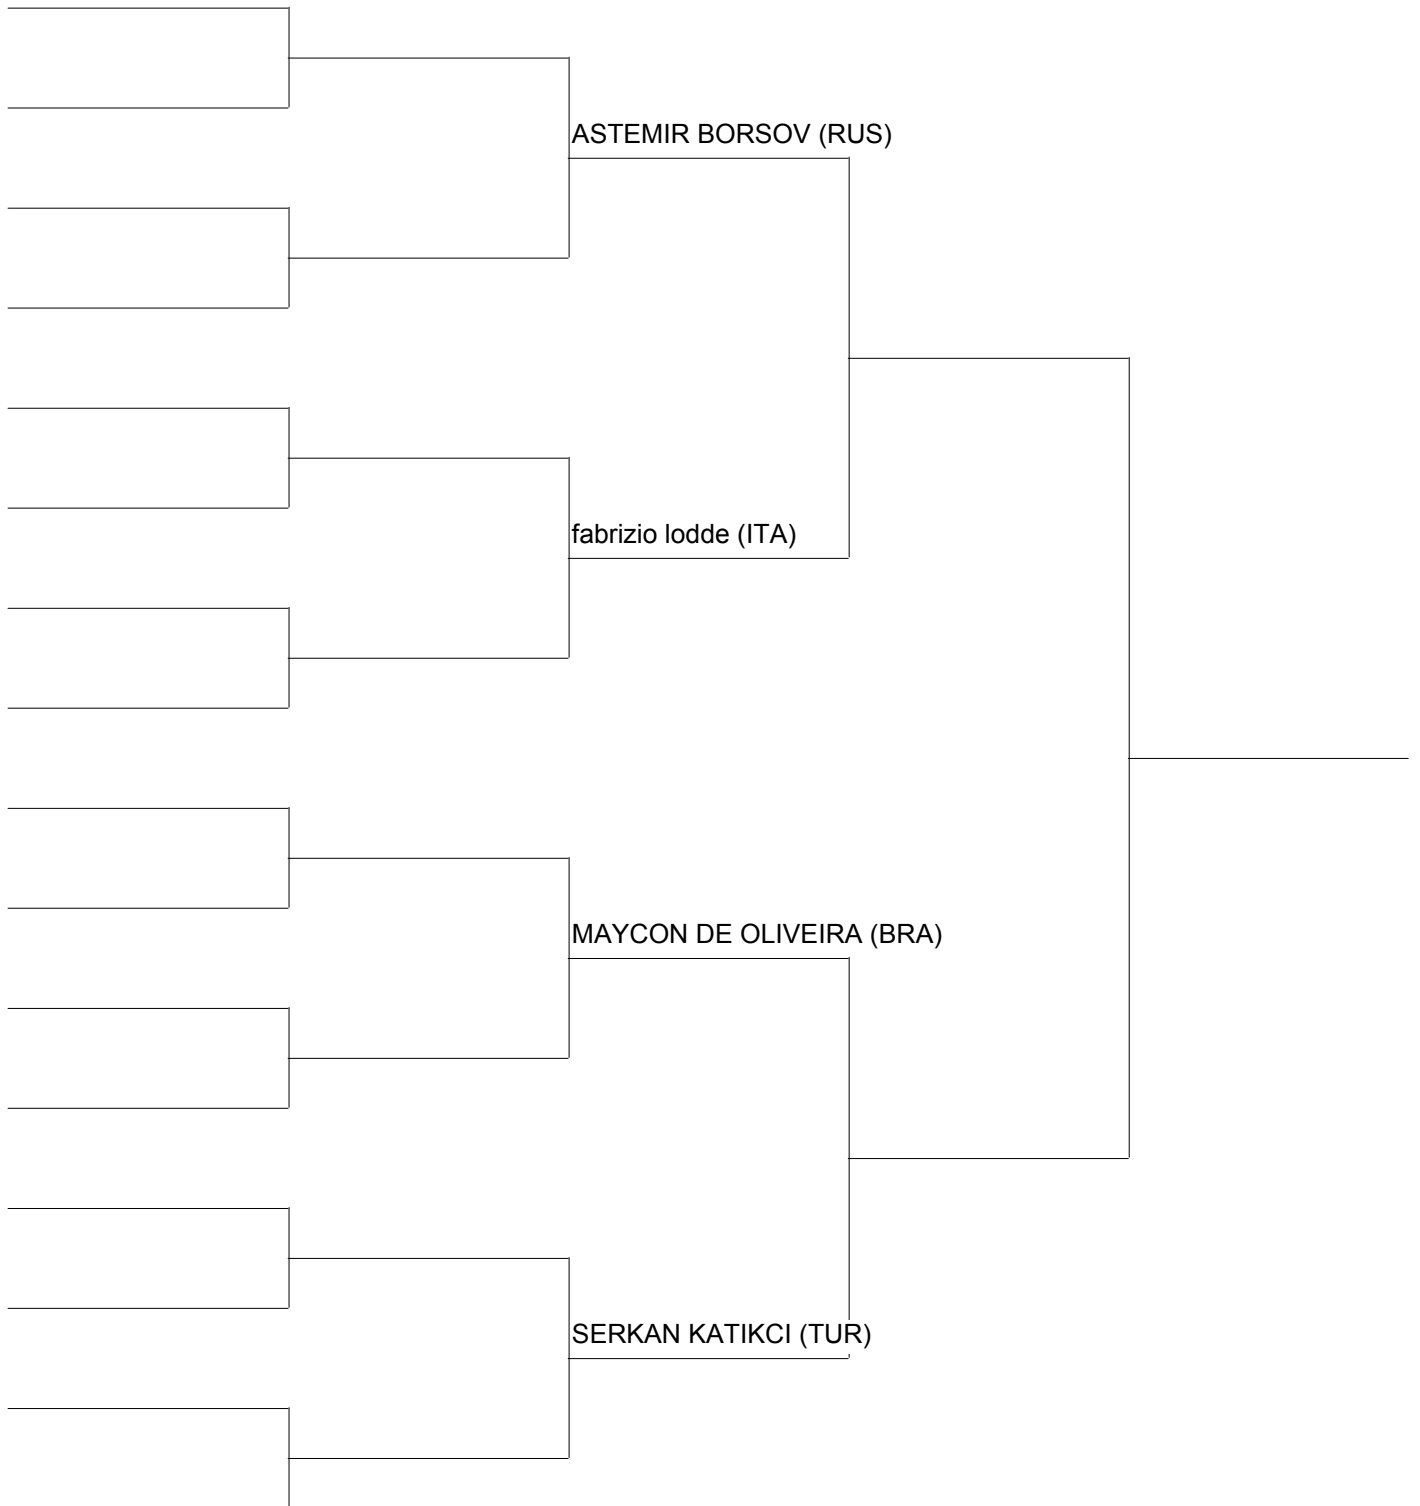 ASTEMIR BORSOV (RUS)
fabrizio lodde (ITA)
MAYCON DE OLIVEIRA (BRA)
SERKAN KATIKCI (TUR)